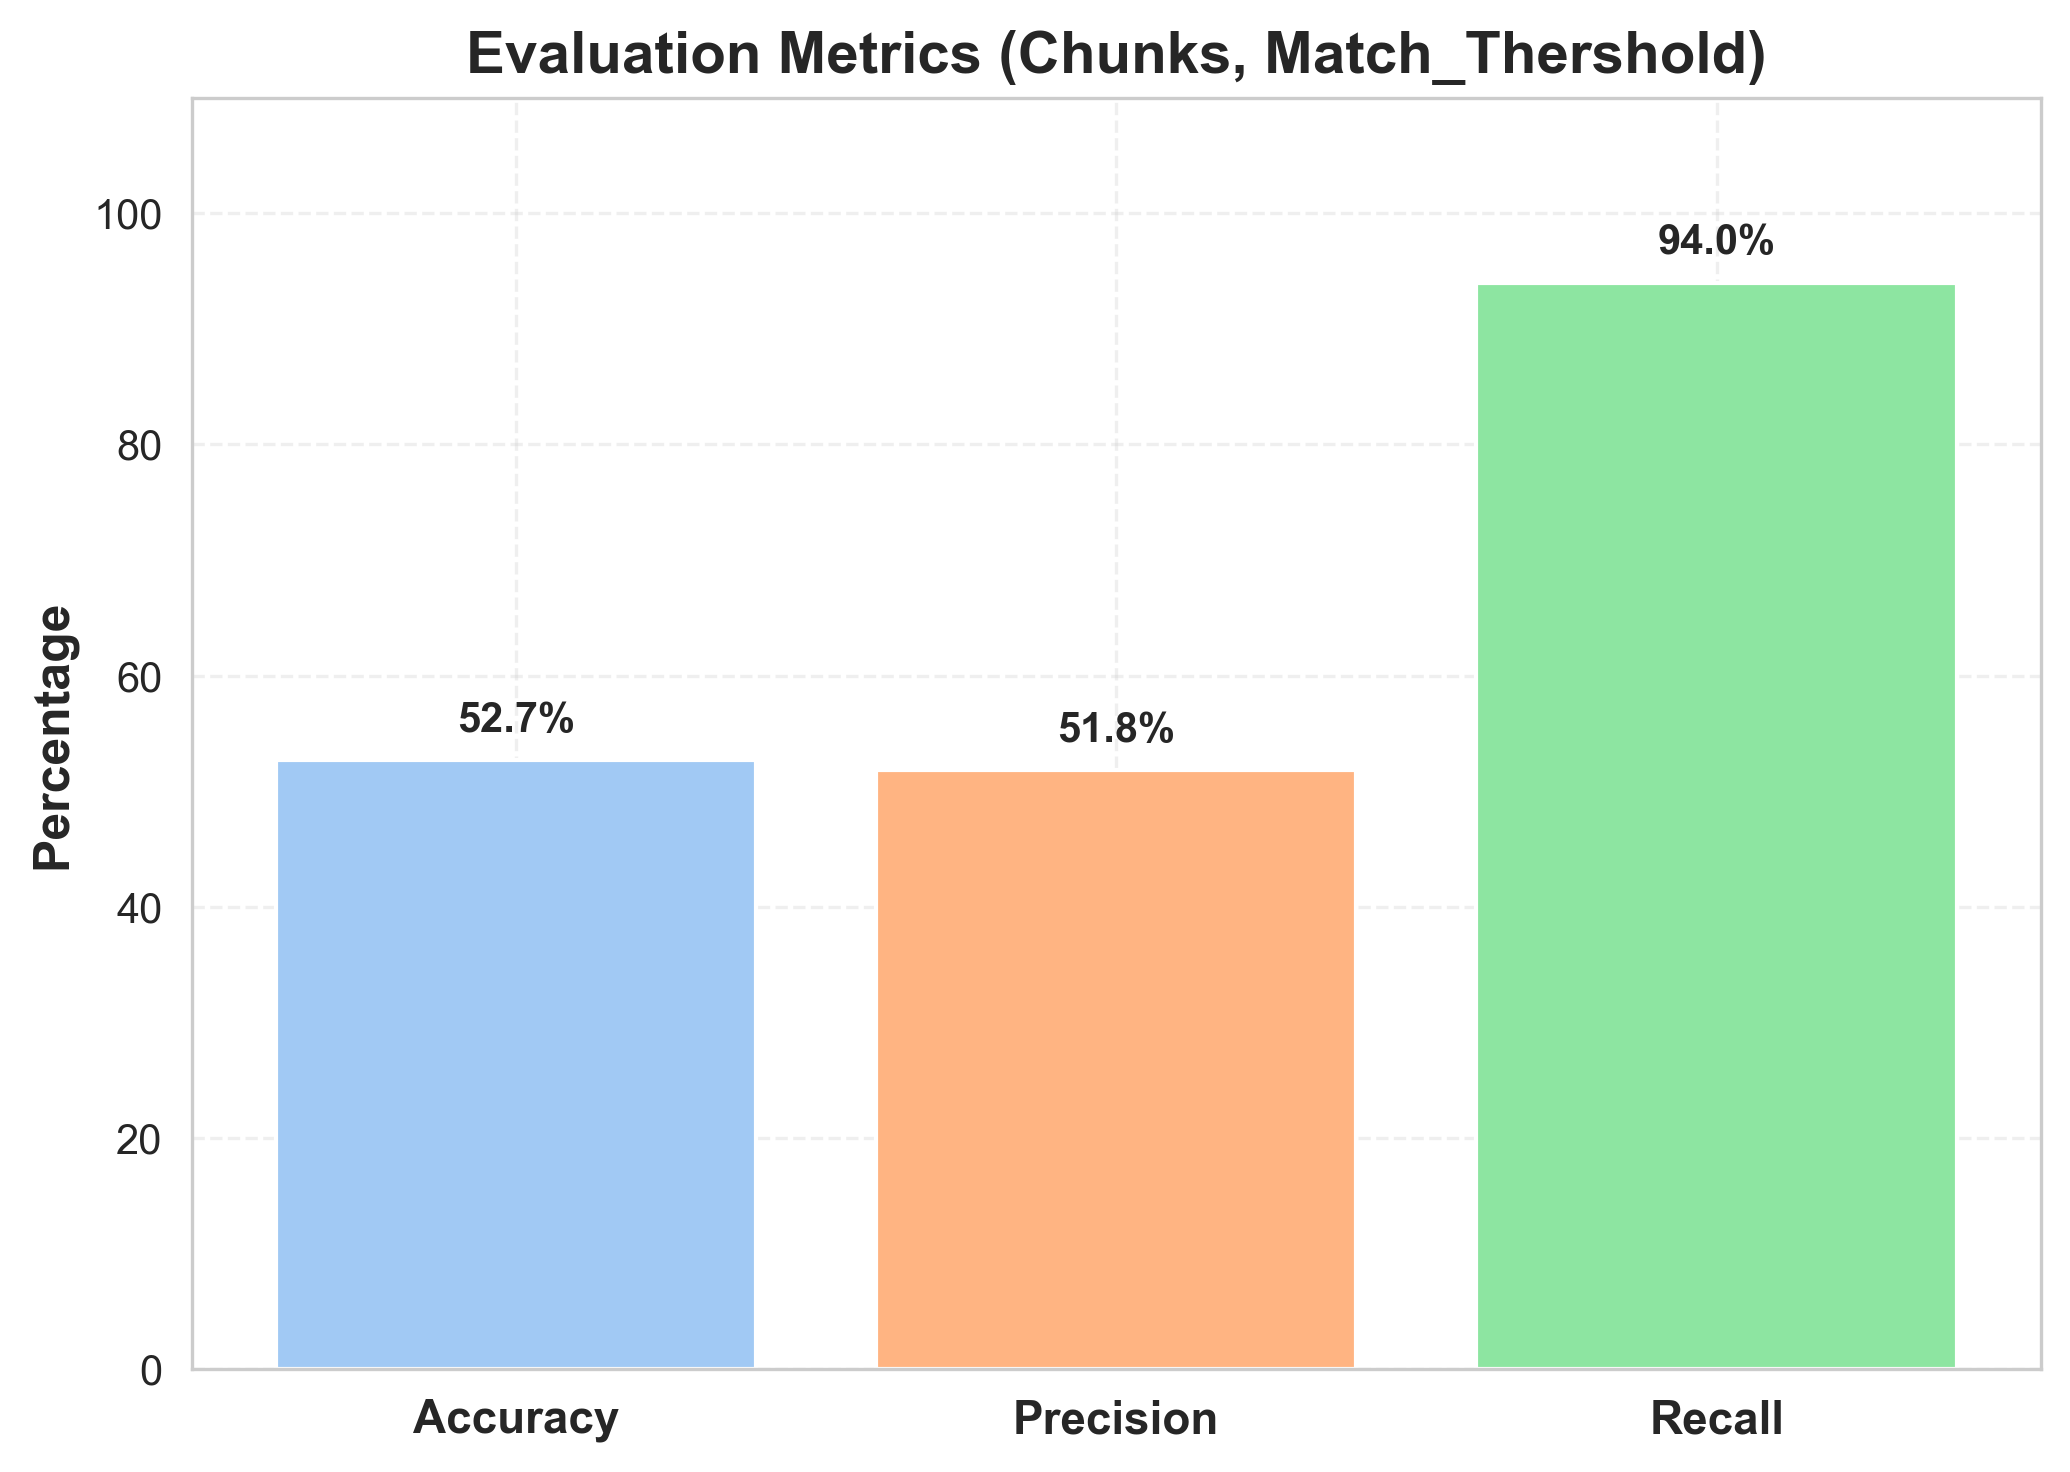 Evaluation Metrics (Chunks, Match_Thershold)
Percentage
100
80
60
40
20
0
52.7%
51.8%
94.0%
Accuracy
Precision
Recall